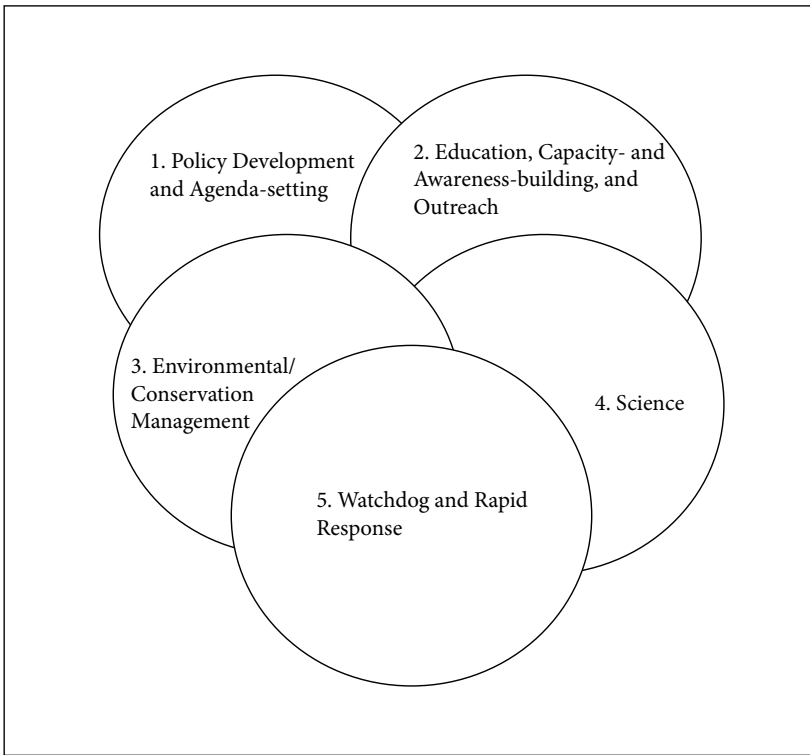 1. Policy Development
and Agenda-setting
2. Education, Capacity- and
Awareness-building, and
Outreach
3. Environmental/
Conservation
Management
4. Science
5. Watchdog and Rapid
Response